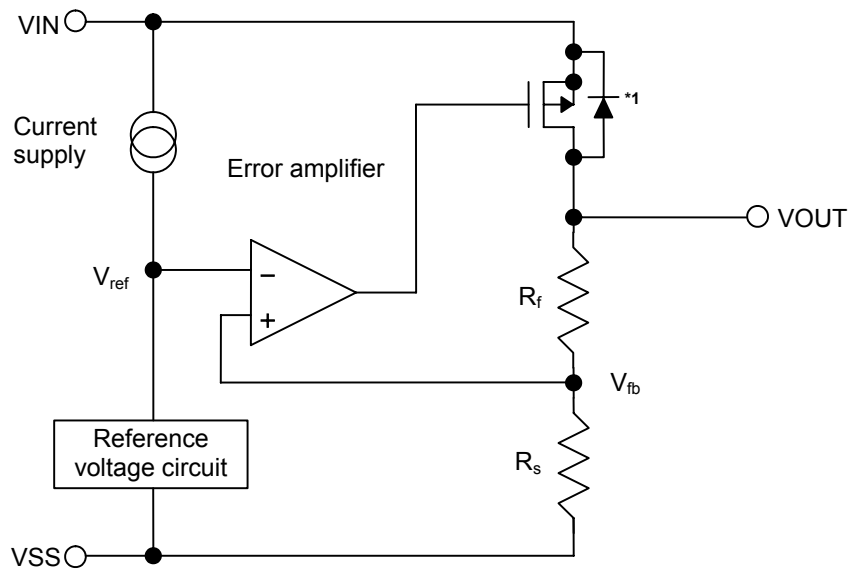 VIN
*1
Current
supply
Error amplifier
VOUT
Vref
−
+
Rf
Vfb
Reference
voltage circuit
Rs
VSS